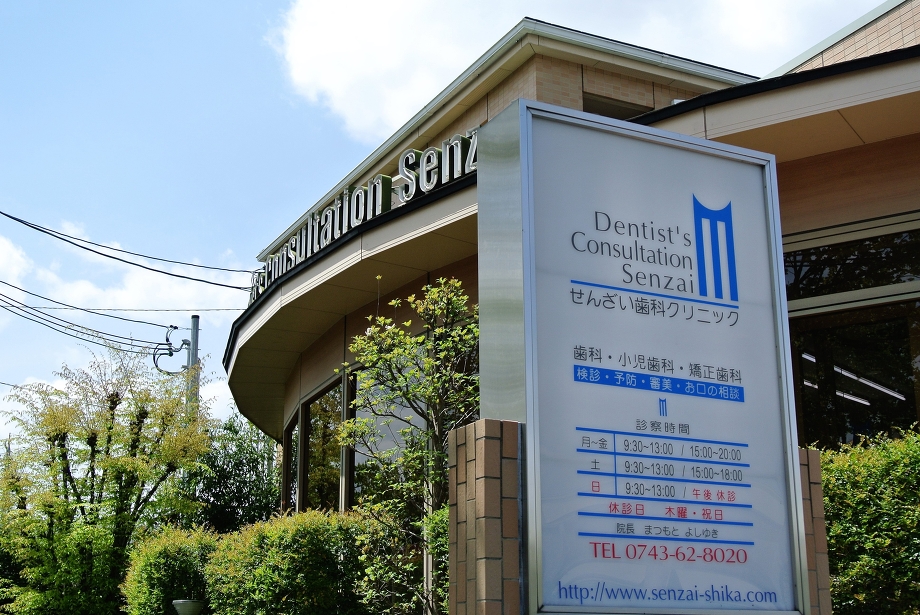 Consultation Senz
Dentist's
Consultation
Senzai
せんざい歯科クリニック
歯科・小児歯科・矯正歯科
検診・予防・審美・お口の相談
診察時間
月~金 9:30~13:00 / 15:00~20:00
土 9:30~13:00 / 15:00~18:00
日 9:30~13:00 / 午後休診
休診日 木曜・祝日
院長 まつもと よしゆき
TEL 0743-62-8020
http://www.senzai-shika.com